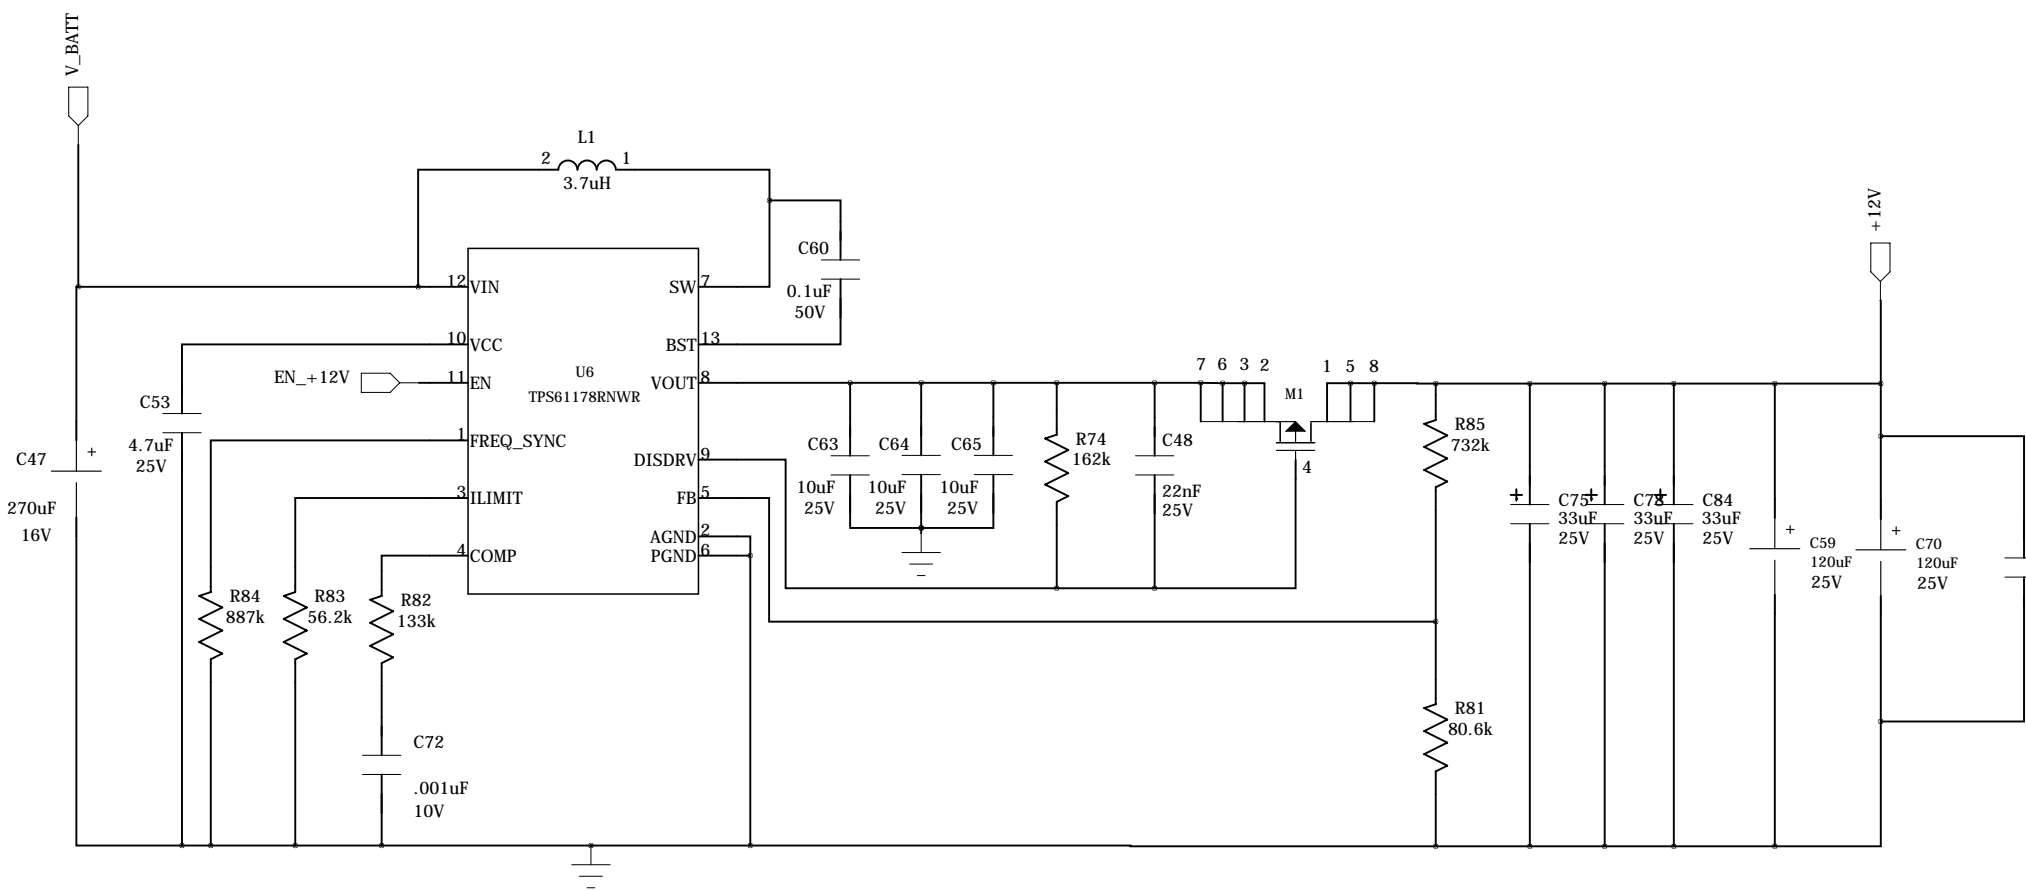 V_BATT
L1
2
1
3.7uH
+12V
C60
0.1uF
50V
12 VIN
SW 7
10 VCC
BST 13
EN_+12V
11 EN
U6
TPS61178RNWR
VOUT 8
7 6 3 2
1 5 8
M1
4
C53
4.7uF
25V
1 FREQ_SYNC
DISDRV 9
C47
+
270uF
16V
3 ILIMIT
FB 5
AGND 2
4 COMP
PGND 6
C63
10uF
25V
C64
10uF
25V
C65
10uF
25V
R74
162k
C48
22nF
25V
R85
732k
+
C75
33uF
25V
+
C78
33uF
25V
+
C84
33uF
25V
+
C59
120uF
25V
+
C70
120uF
25V
R84
887k
R83
56.2k
R82
133k
C72
.001uF
10V
R81
80.6k